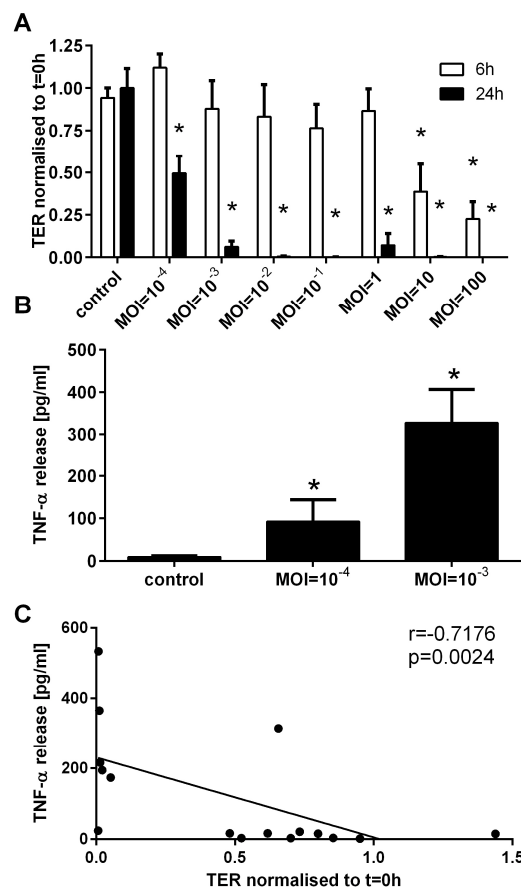 A
TER normalised to t=0h
1.25
1.00
0.75
0.50
0.25
0.00
6h
24h
* * * * * * * * *
control
MOI=10⁻⁴
MOI=10⁻³
MOI=10⁻²
MOI=10⁻¹
MOI=1
MOI=10
MOI=100
B
TNF-α release [pg/ml]
500
400
300
200
100
0
* *
control
MOI=10⁻⁴
MOI=10⁻³
C
TNF-α release [pg/ml]
600
400
200
0
r=-0.7176
p=0.0024
0.0
0.5
1.0
1.5
TER normalised to t=0h